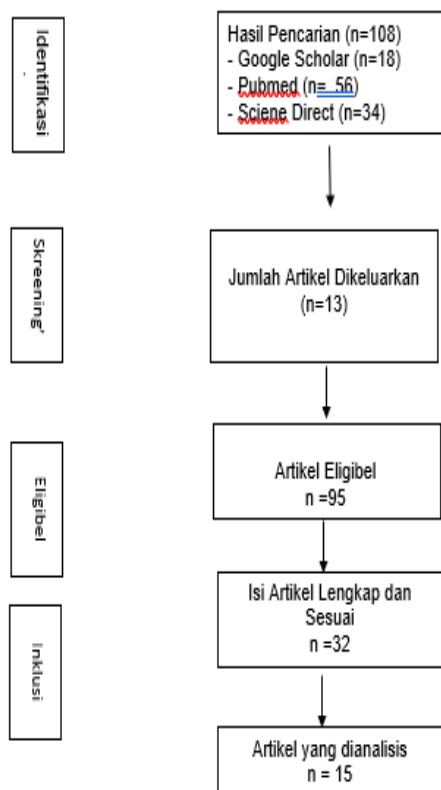 Identifikasi
.
Hasil Pencarian (n=108)
- Google Scholar (n=18)
- Pubmed (n= 56)
- Sciene Direct (n=34)
Skreening'
Jumlah Artikel Dikeluarkan
(n=13)
Eligibel
Artikel Eligibel
n =95
Inklusi
Isi Artikel Lengkap dan
Sesuai
n =32
Artikel yang dianalisis
n = 15